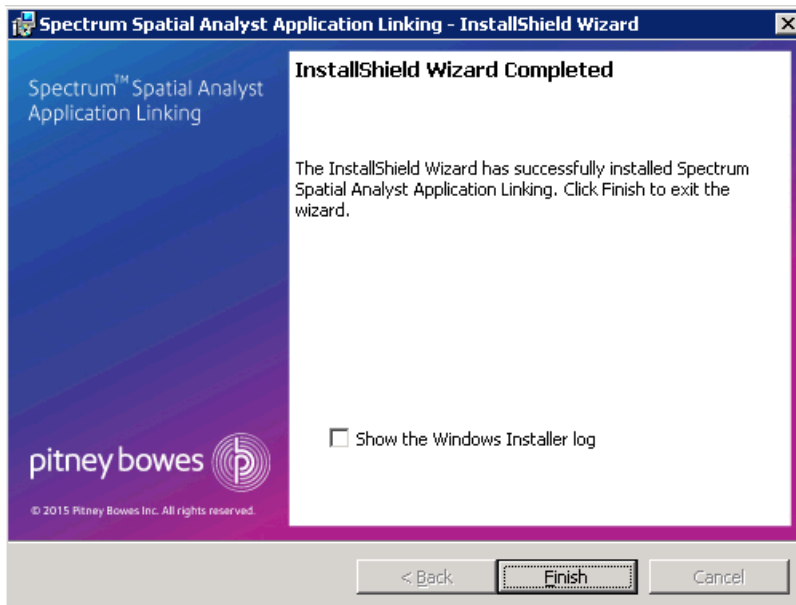 Spectrum Spatial Analyst Application Linking - InstallShield Wizard
Spectrum™ Spatial Analyst
Application Linking
InstallShield Wizard Completed
The InstallShield Wizard has successfully installed Spectrum
Spatial Analyst Application Linking. Click Finish to exit the
wizard.
Show the Windows Installer log
pitney bowes
© 2015 Pitney Bowes Inc. All rights reserved.
< Back
Finish
Cancel